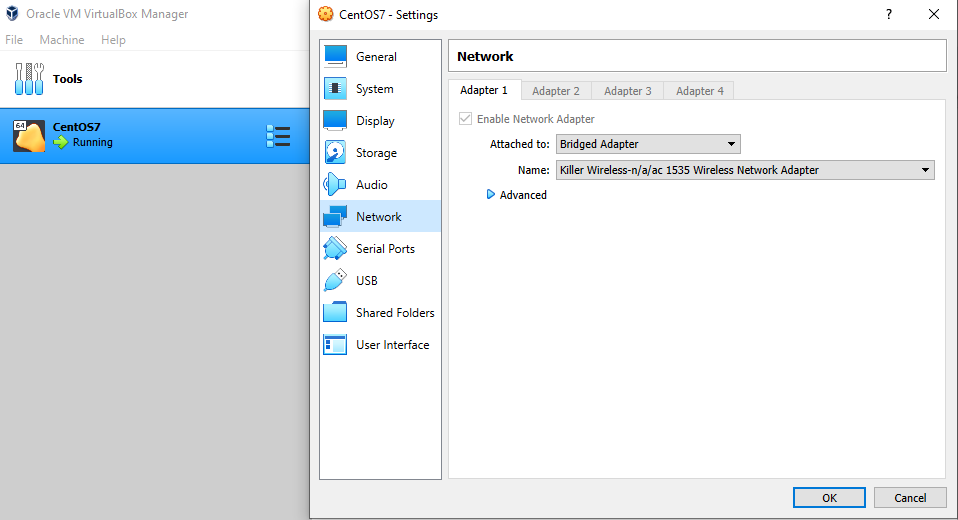 Oracle VM VirtualBox Manager
File Machine Help
Tools
64
CentOS7
Running
CentOS7 - Settings
?
General
System
Display
Storage
Audio
Network
Serial Ports
USB
Shared Folders
User Interface
Network
Adapter 1 Adapter 2 Adapter 3 Adapter 4
Enable Network Adapter
Attached to: Bridged Adapter
Name: Killer Wireless-n/a/ac 1535 Wireless Network Adapter
Advanced
OK Cancel